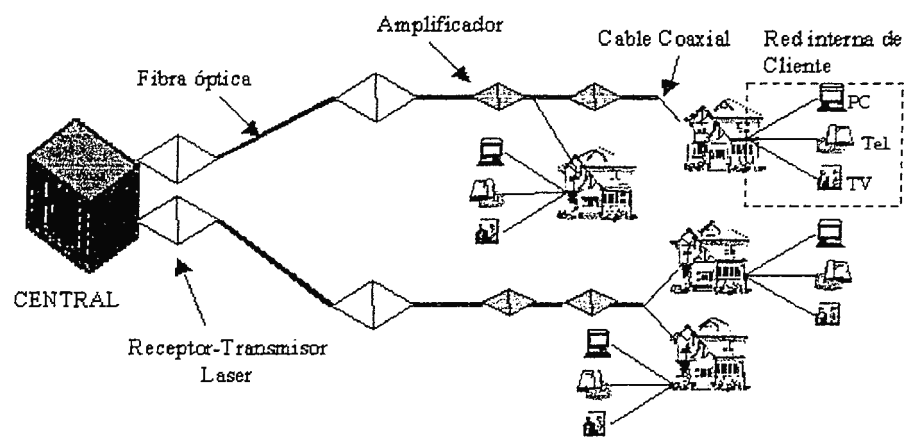 Amplificador
Cable Coaxial
Red interna de
Cliente
Fibra óptica
PC
Tel
TV
CENTRAL
Receptor-Transmisor
Laser